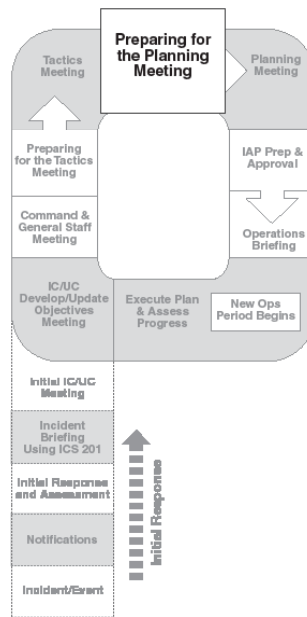 Preparing for
the Planning
Meeting
Tactics
Meeting
Planning
Meeting
Preparing
for the Tactics
Meeting
IAP Prep &
Approval
Command &
General Staff
Meeting
Operations
Briefing
IC/UC
Develop/Update
Objectives
Meeting
Execute Plan
& Assess
Progress
New Ops
Period Begins
Initial IC/UC
Meeting
Incident
Briefing
Using ICS 201
Initial Response
and Assessment
Notifications
Incident/Event
Initial Response